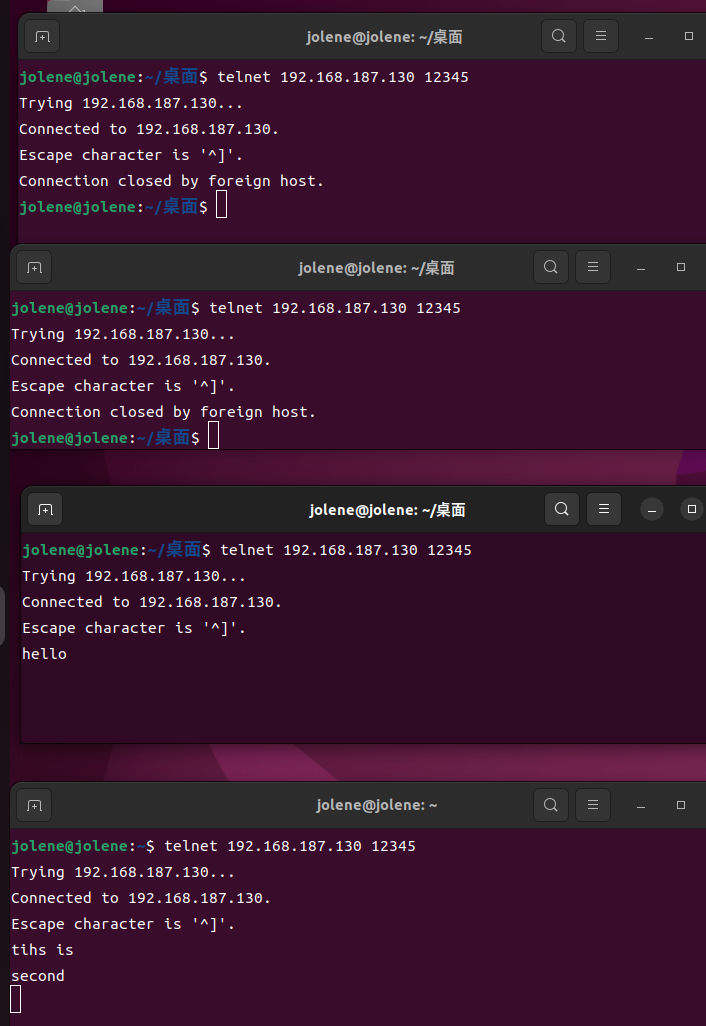 jolene@jolene: ~/桌面
jolene@jolene:~/桌面$ telnet 192.168.187.130 12345
Trying 192.168.187.130...
Connected to 192.168.187.130.
Escape character is '^]'.
Connection closed by foreign host.
jolene@jolene:~/桌面$
jolene@jolene: ~/桌面
jolene@jolene:~/桌面$ telnet 192.168.187.130 12345
Trying 192.168.187.130...
Connected to 192.168.187.130.
Escape character is '^]'.
Connection closed by foreign host.
jolene@jolene:~/桌面$
jolene@jolene: ~/桌面
jolene@jolene:~/桌面$ telnet 192.168.187.130 12345
Trying 192.168.187.130...
Connected to 192.168.187.130.
Escape character is '^]'.
hello
jolene@jolene: ~
jolene@jolene:~$ telnet 192.168.187.130 12345
Trying 192.168.187.130...
Connected to 192.168.187.130.
Escape character is '^]'.
tihs is
second